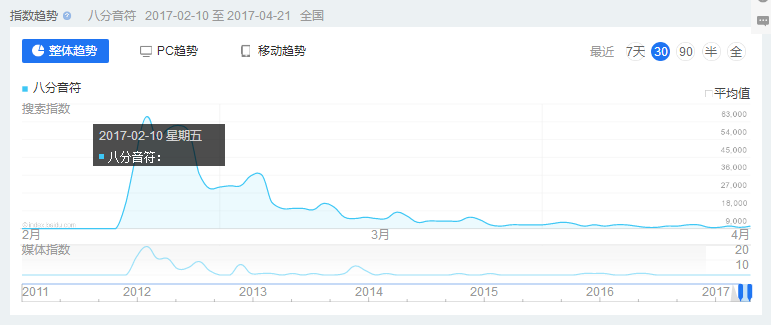 指数趋势 八分音符 2017-02-10 至 2017-04-21 全国
整体趋势 PC趋势 移动趋势 最近 7天 30 90 半 全
八分音符 平均值
搜索指数
63,000
54,000
2017-02-10 星期五
45,000
八分音符：
36,000
27,000
18,000
9,000
2月 3月 4月
媒体指数
20
10
2011 2012 2013 2014 2015 2016 2017